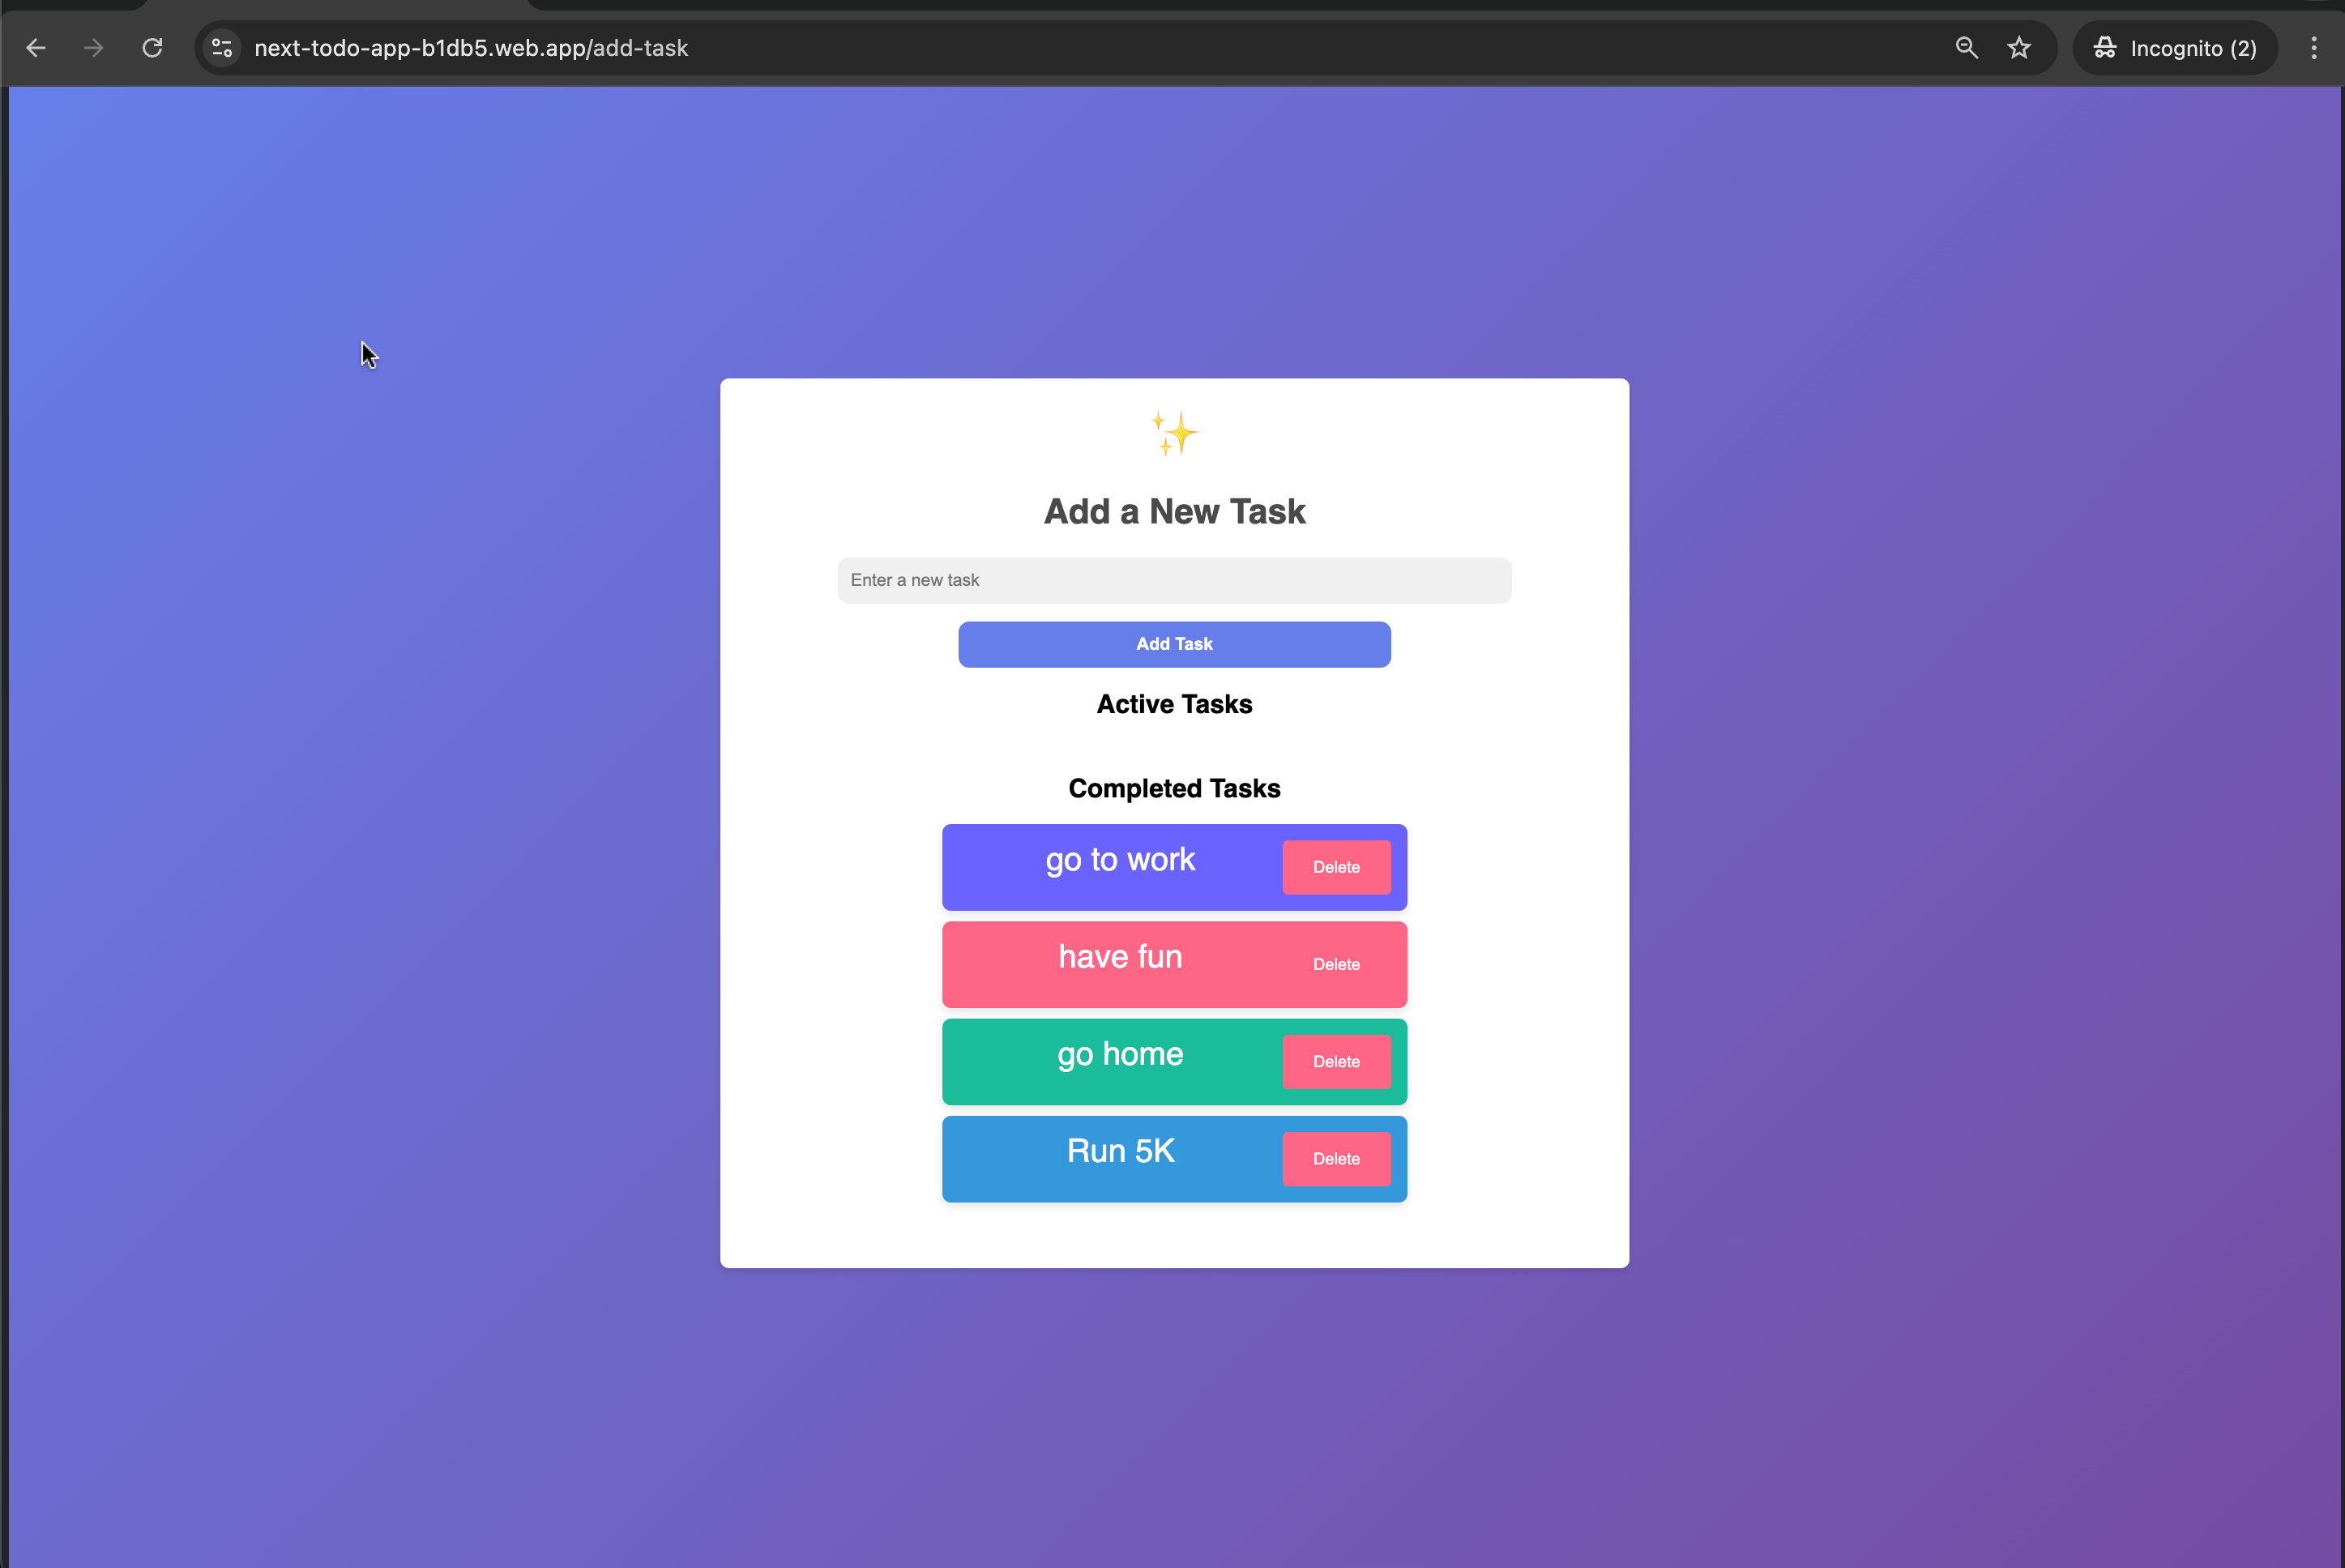 next-todo-app-b1db5.web.app/add-task
Incognito (2)
Add a New Task
Enter a new task
Add Task
Active Tasks
Completed Tasks
go to work
Delete
have fun
Delete
go home
Delete
Run 5K
Delete